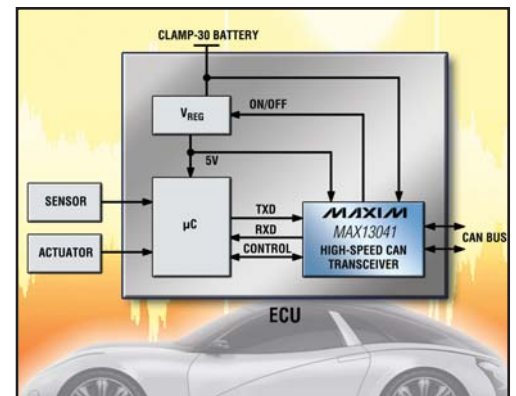 CLAMP-30 BATTERY
VREG
ON/OFF
5V
SENSOR
ACTUATOR
µC
TXD
RXD
CONTROL
MAXIM
MAX13041
HIGH-SPEED CAN
TRANSCEIVER
CAN BUS
ECU